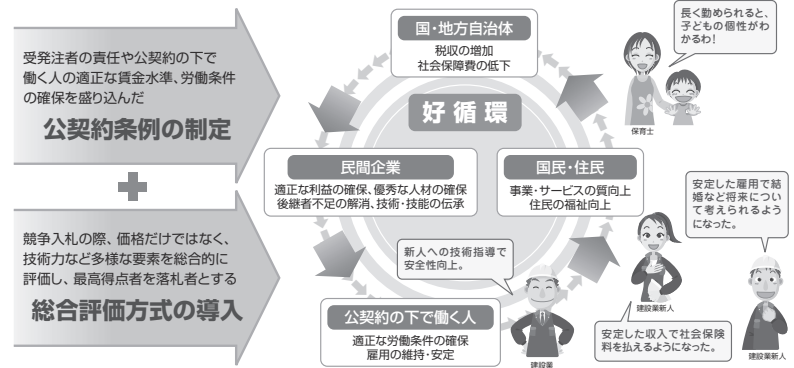 受発注者の責任や公契約の下で
働く人の適正な賃金水準、労働条件
の確保を盛り込んだ
公契約条例の制定
競争入札の際、価格だけではなく、
技術力など多様な要素を総合的に
評価し、最高得点者を落札者とする
総合評価方式の導入
国・地方自治体
税収の増加
社会保障費の低下
好循環
民間企業
適正な利益の確保、優秀な人材の確保
後継者不足の解消、技術・技能の伝承
国民・住民
事業・サービスの質向上
住民の福祉向上
公契約の下で働く人
適正な労働条件の確保
雇用の維持・安定
新人への技術指導で
安全性向上。
建設業
長く勤められると、
子どもの個性が
わかるわ!
保育士
安定した雇用で結
婚など将来につい
て考えられるよう
になった。
建設業新人
安定した収入で社会保険
料を払えるようになった。
建設業新人